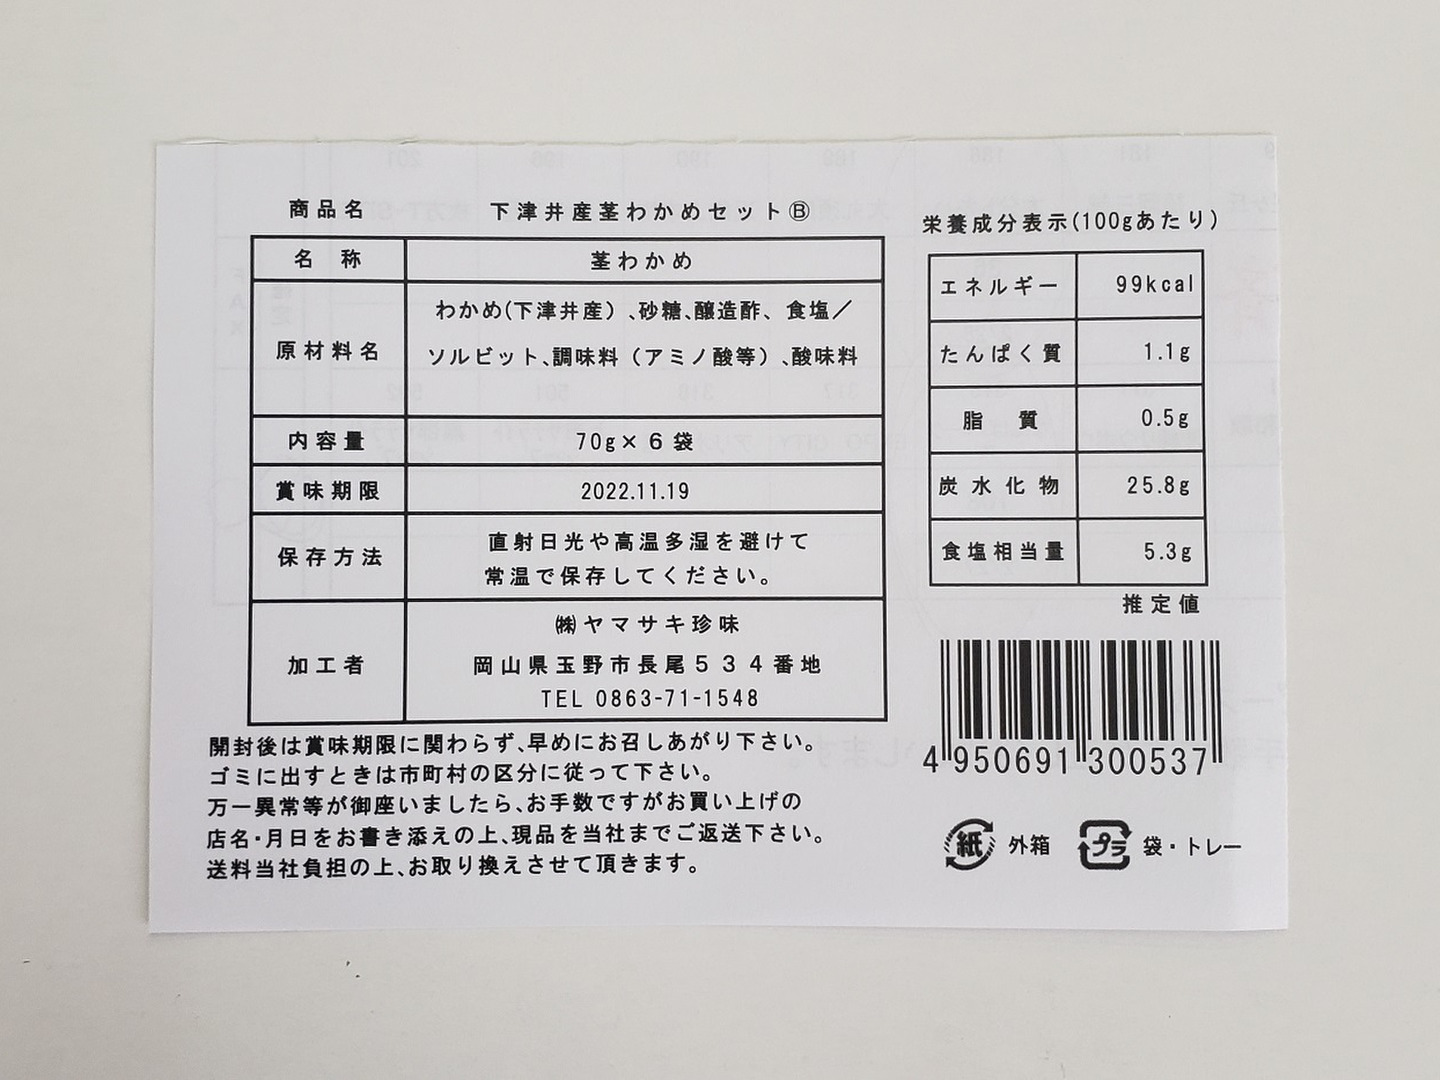 商品名 下津井産茎わかめセットⒷ
名称 茎わかめ
原材料名 わかめ(下津井産)、砂糖、醸造酢、食塩／
ソルビット、調味料（アミノ酸等）、酸味料
内容量 70g×６袋
賞味期限 2022.11.19
保存方法 直射日光や高温多湿を避けて
常温で保存してください。
加工者 ㈱ヤマサキ珍味
岡山県玉野市長尾５３４番地
TEL 0863-71-1548
開封後は賞味期限に関わらず、早めにお召しあがり下さい。
ゴミに出すときは市町村の区分に従って下さい。
万一異常等が御座いましたら、お手数ですがお買い上げの
店名・月日をお書き添えの上、現品を当社までご返送下さい。
送料当社負担の上、お取り換えさせて頂きます。
栄養成分表示(100gあたり)
エネルギー 99kcal
たんぱく質 1.1g
脂質 0.5g
炭水化物 25.8g
食塩相当量 5.3g
推定値
4 950691 300537
紙 外箱 プラ 袋・トレー